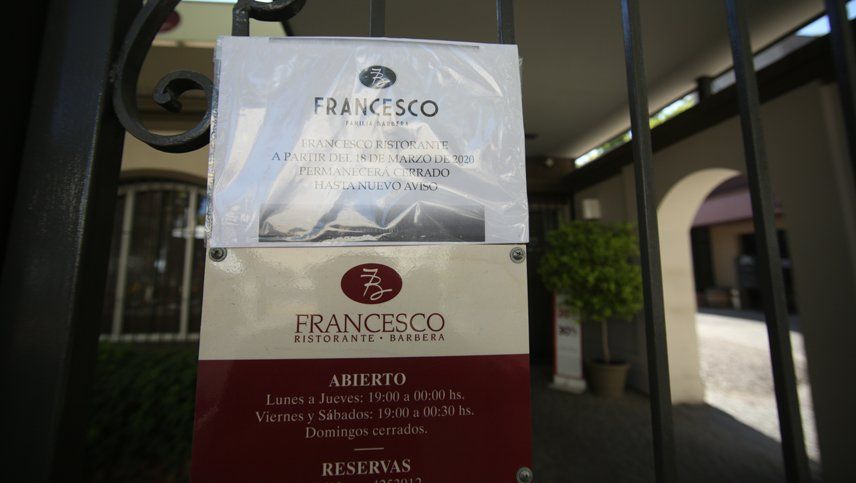 FRANCESCO
FAMILIA BARBERA
FRANCESCO RISTORANTE
A PARTIR DEL 18 DE MARZO DE 2020
PERMANECERÁ CERRADO
HASTA NUEVO AVISO
FRANCESCO
RISTORANTE • BARBERA
ABIERTO
Lunes a Jueves: 19:00 a 00:00 hs.
Viernes y Sábados: 19:00 a 00:30 hs.
Domingos cerrados.
RESERVAS